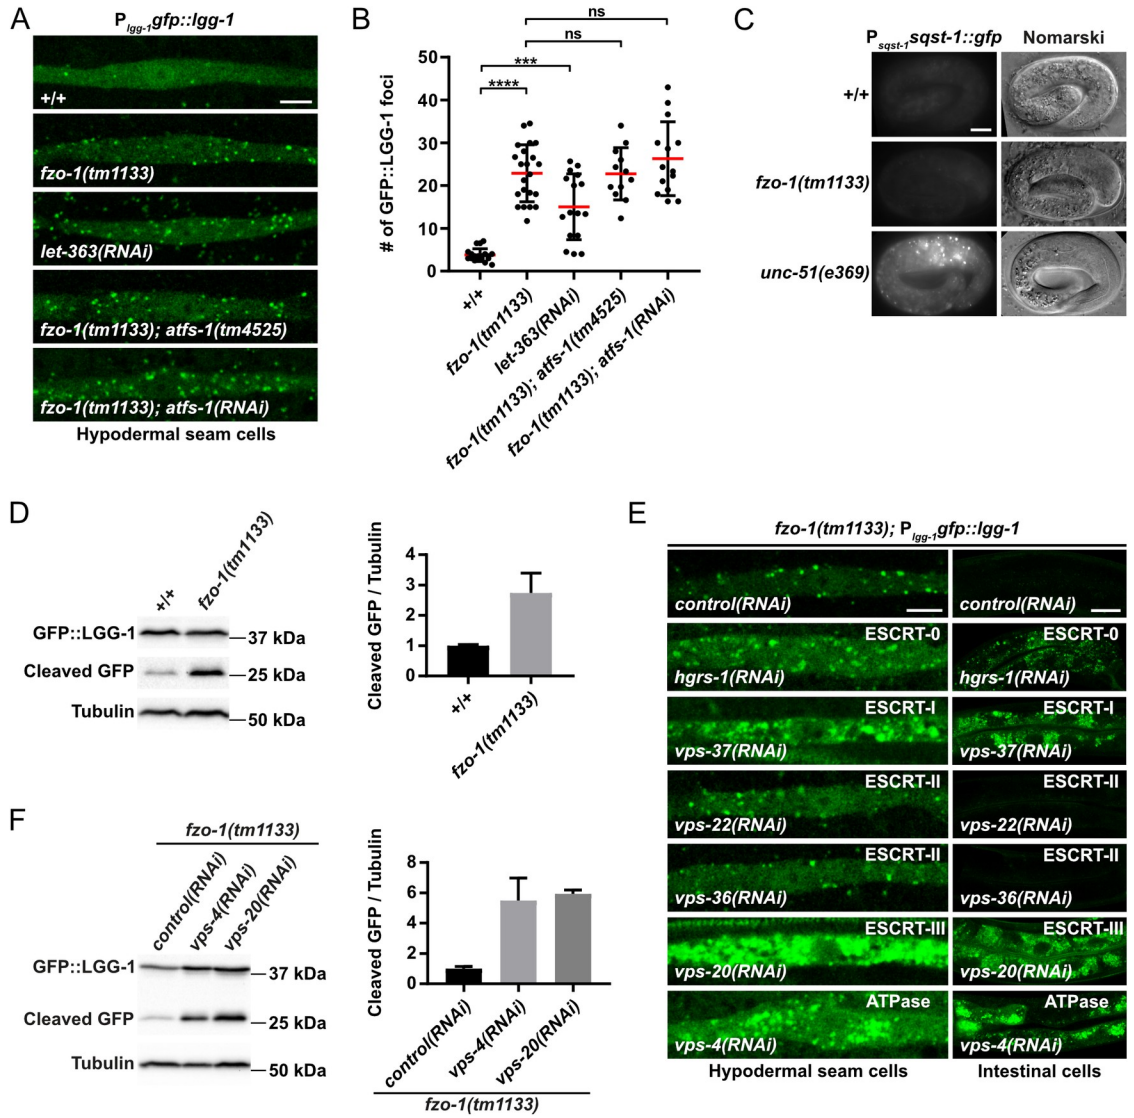 A
P lgg-1 gfp::lgg-1
+/+
fzo-1(tm1133)
let-363(RNAi)
fzo-1(tm1133); atfs-1(tm4525)
fzo-1(tm1133); atfs-1(RNAi)
Hypodermal seam cells
B
ns
ns
***
****
# of GFP::LGG-1 foci
50
40
30
20
10
0
+/+
fzo-1(tm1133)
let-363(RNAi)
fzo-1(tm1133); atfs-1(tm4525)
fzo-1(tm1133); atfs-1(RNAi)
C
P sqst-1 sqst-1::gfp
Nomarski
+/+
fzo-1(tm1133)
unc-51(e369)
D
+/+
fzo-1(tm1133)
GFP::LGG-1
37 kDa
Cleaved GFP
25 kDa
Tubulin
50 kDa
Cleaved GFP / Tubulin
4
3
2
1
0
+/+
fzo-1(tm1133)
E
fzo-1(tm1133); P lgg-1 gfp::lgg-1
control(RNAi)
control(RNAi)
ESCRT-0
hgrs-1(RNAi)
ESCRT-0
hgrs-1(RNAi)
ESCRT-I
vps-37(RNAi)
ESCRT-I
vps-37(RNAi)
ESCRT-II
vps-22(RNAi)
ESCRT-II
vps-22(RNAi)
ESCRT-II
vps-36(RNAi)
ESCRT-II
vps-36(RNAi)
ESCRT-III
vps-20(RNAi)
ESCRT-III
vps-20(RNAi)
ATPase
vps-4(RNAi)
ATPase
vps-4(RNAi)
Hypodermal seam cells
Intestinal cells
F
fzo-1(tm1133)
control(RNAi)
vps-4(RNAi)
vps-20(RNAi)
GFP::LGG-1
37 kDa
Cleaved GFP
25 kDa
Tubulin
50 kDa
Cleaved GFP / Tubulin
8
6
4
2
0
control(RNAi)
vps-4(RNAi)
vps-20(RNAi)
fzo-1(tm1133)